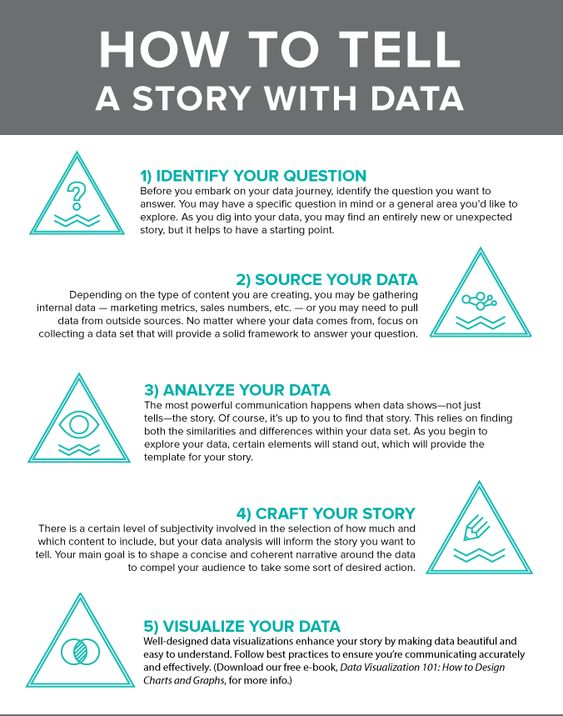 HOW TO TELL
A STORY WITH DATA
?
1) IDENTIFY YOUR QUESTION
Before you embark on your data journey, identify the question you want to
answer. You may have a specific question in mind or a general area you'd like to
explore. As you dig into your data, you may find an entirely new or unexpected
story, but it helps to have a starting point.
2) SOURCE YOUR DATA
Depending on the type of content you are creating, you may be gathering
internal data — marketing metrics, sales numbers, etc. — or you may need to pull
data from outside sources. No matter where your data comes from, focus on
collecting a data set that will provide a solid framework to answer your question.
3) ANALYZE YOUR DATA
The most powerful communication happens when data shows—not just
tells—the story. Of course, it's up to you to find that story. This relies on finding
both the similarities and differences within your data set. As you begin to
explore your data, certain elements will stand out, which will provide the
template for your story.
4) CRAFT YOUR STORY
There is a certain level of subjectivity involved in the selection of how much and
which content to include, but your data analysis will inform the story you want to
tell. Your main goal is to shape a concise and coherent narrative around the data
to compel your audience to take some sort of desired action.
5) VISUALIZE YOUR DATA
Well-designed data visualizations enhance your story by making data beautiful and
easy to understand. Follow best practices to ensure you're communicating accurately
and effectively. (Download our free e-book, Data Visualization 101: How to Design
Charts and Graphs, for more info.)